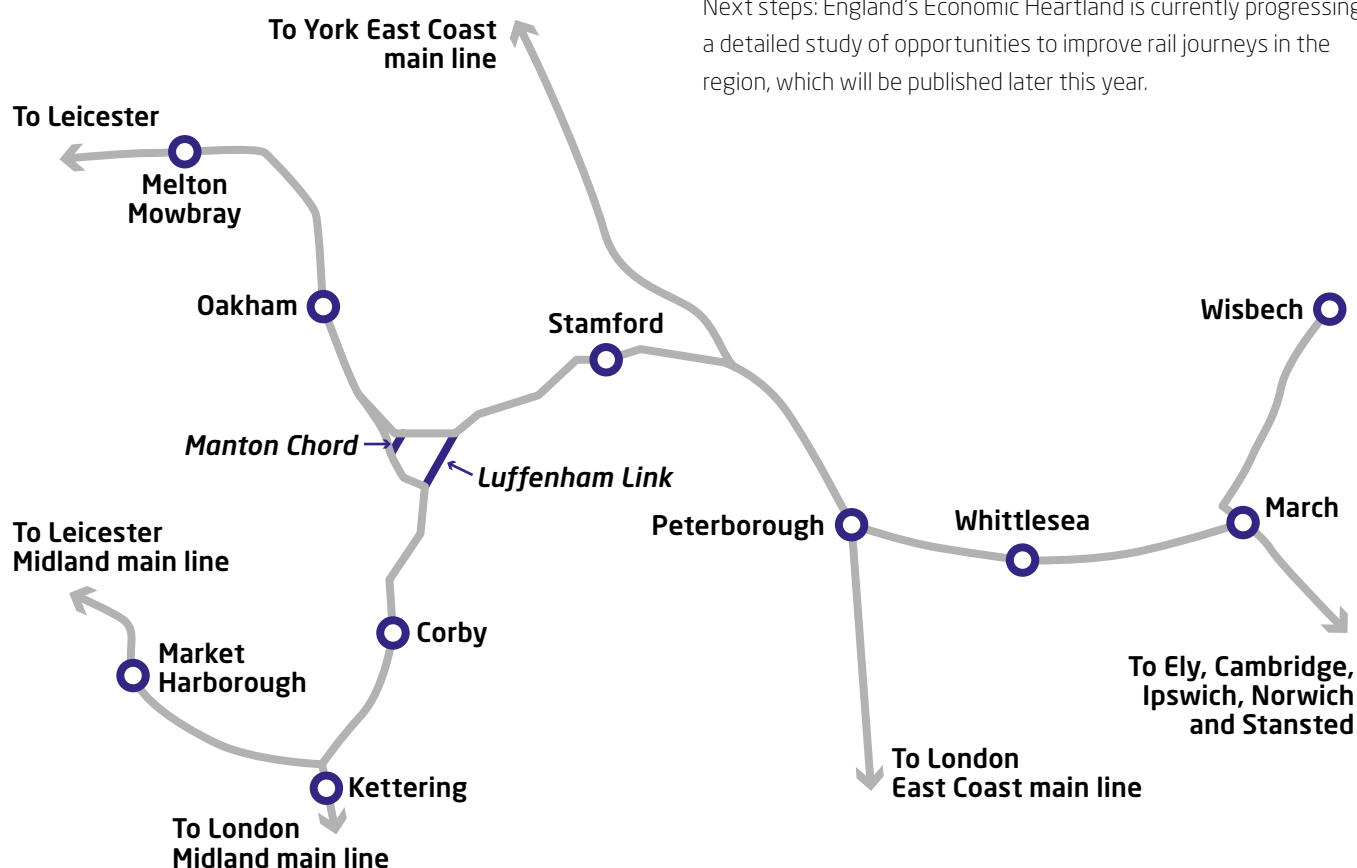 Next steps: England's Economic Heartland is currently progressing
a detailed study of opportunities to improve rail journeys in the
region, which will be published later this year.
To York East Coast
main line
To Leicester
Melton
Mowbray
Oakham
Stamford
Wisbech
Manton Chord
Luffenham Link
To Leicester
Midland main line
Peterborough
Whittlesea
March
Corby
Market
Harborough
To Ely, Cambridge,
Ipswich, Norwich
and Stansted
Kettering
To London
East Coast main line
To London
Midland main line